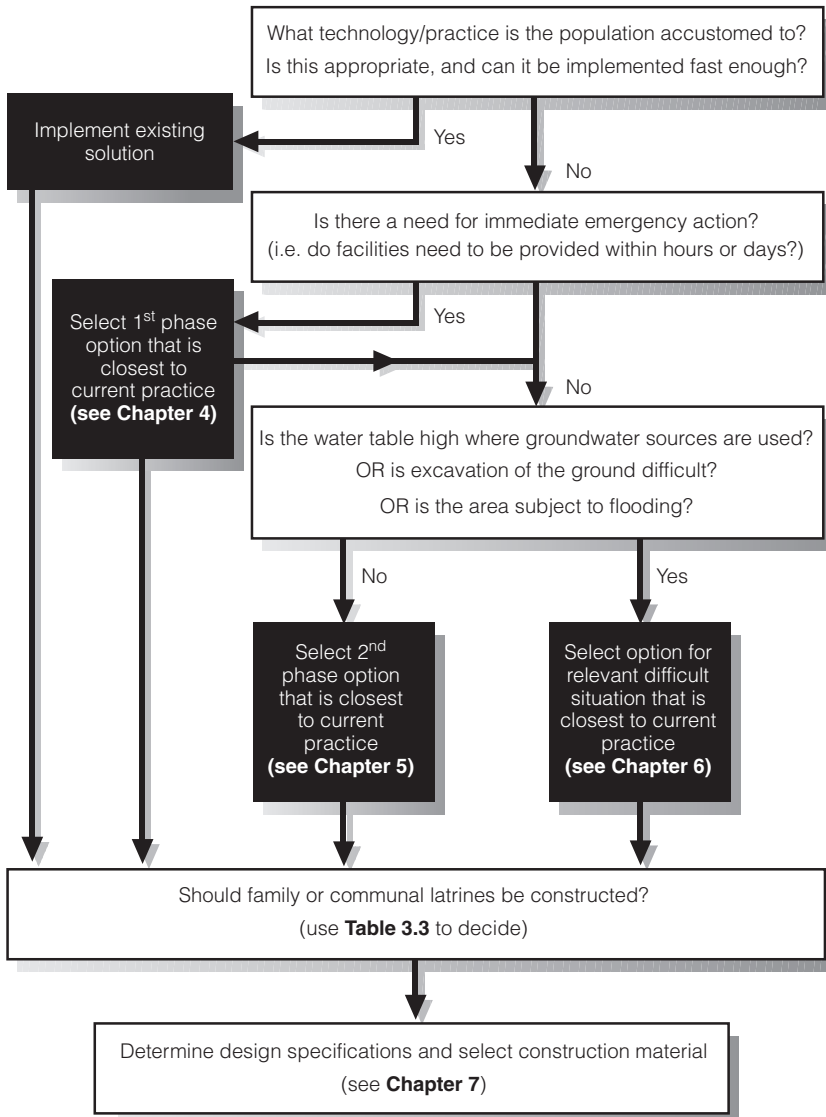 What technology/practice is the population accustomed to?
Is this appropriate, and can it be implemented fast enough?
Implement existing
solution
Yes
No
Is there a need for immediate emergency action?
(i.e. do facilities need to be provided within hours or days?)
Select 1st phase
option that is
closest to
current practice
(see Chapter 4)
Yes
No
Is the water table high where groundwater sources are used?
OR is excavation of the ground difficult?
OR is the area subject to flooding?
No
Yes
Select 2nd
phase option
that is closest
to current
practice
(see Chapter 5)
Select option for
relevant difficult
situation that is
closest to current
practice
(see Chapter 6)
Should family or communal latrines be constructed?
(use Table 3.3 to decide)
Determine design specifications and select construction material
(see Chapter 7)